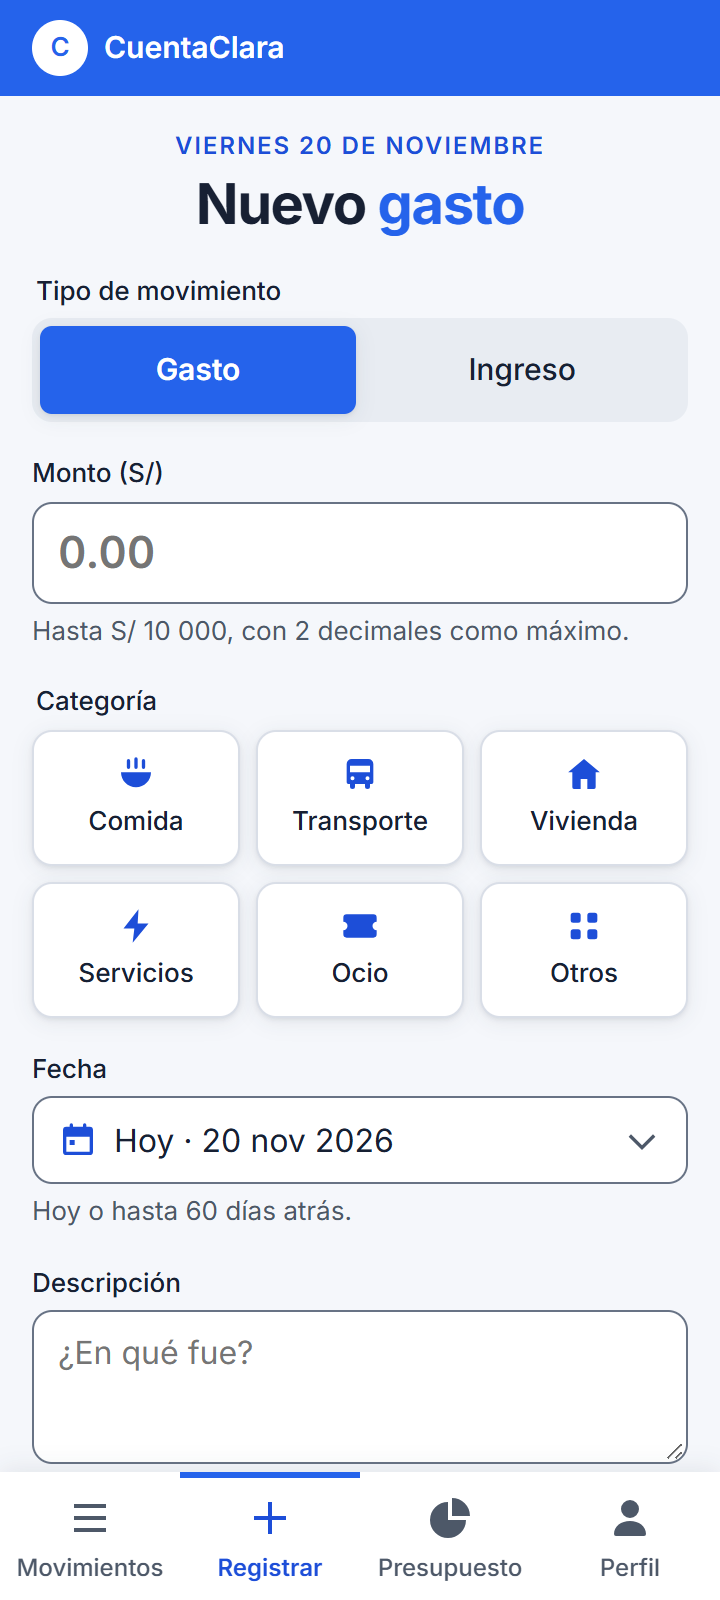 C CuentaClara
VIERNES 20 DE NOVIEMBRE
Nuevo gasto
Tipo de movimiento
Gasto Ingreso
Monto (S/)
0.00
Hasta S/ 10 000, con 2 decimales como máximo.
Categoría
Comida Transporte Vivienda
Servicios Ocio Otros
Fecha
Hoy · 20 nov 2026
Hoy o hasta 60 días atrás.
Descripción
¿En qué fue?
Movimientos Registrar Presupuesto Perfil